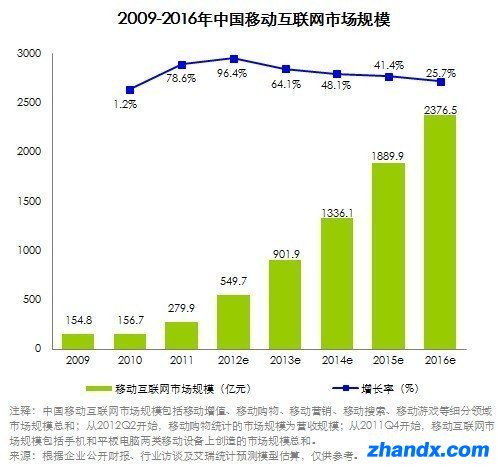 2009-2016年中国移动互联网市场规模
3000
2500
2000
1500
1000
500
0
1.2%
78.6%
96.4%
64.1%
48.1%
41.4%
25.7%
154.8
156.7
279.9
549.7
901.9
1336.1
1889.9
2376.5
2009
2010
2011
2012e
2013e
2014e
2015e
2016e
移动互联网市场规模（亿元）
增长率（%）
注释：中国移动互联网市场规模包括移动增值、移动购物、移动营销、移动搜索、移动游戏等细分领域
市场规模总和；从2012Q2开始，移动购物统计的市场规模为营收规模；从2011Q4开始，移动互联网市
场规模包括手机和平板电脑两类移动设备上创造的市场规模总和。
来源：根据企业公开财报、行业访谈及艾瑞统计预测模型估算，仅供参考。
zhandx.com